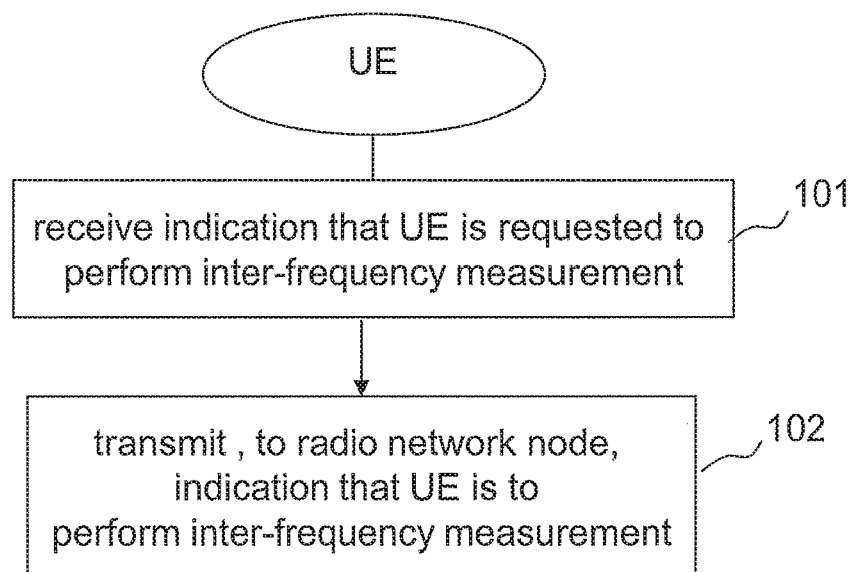 UE
receive indication that UE is requested to
perform inter-frequency measurement
101
transmit , to radio network node,
indication that UE is to
perform inter-frequency measurement
102